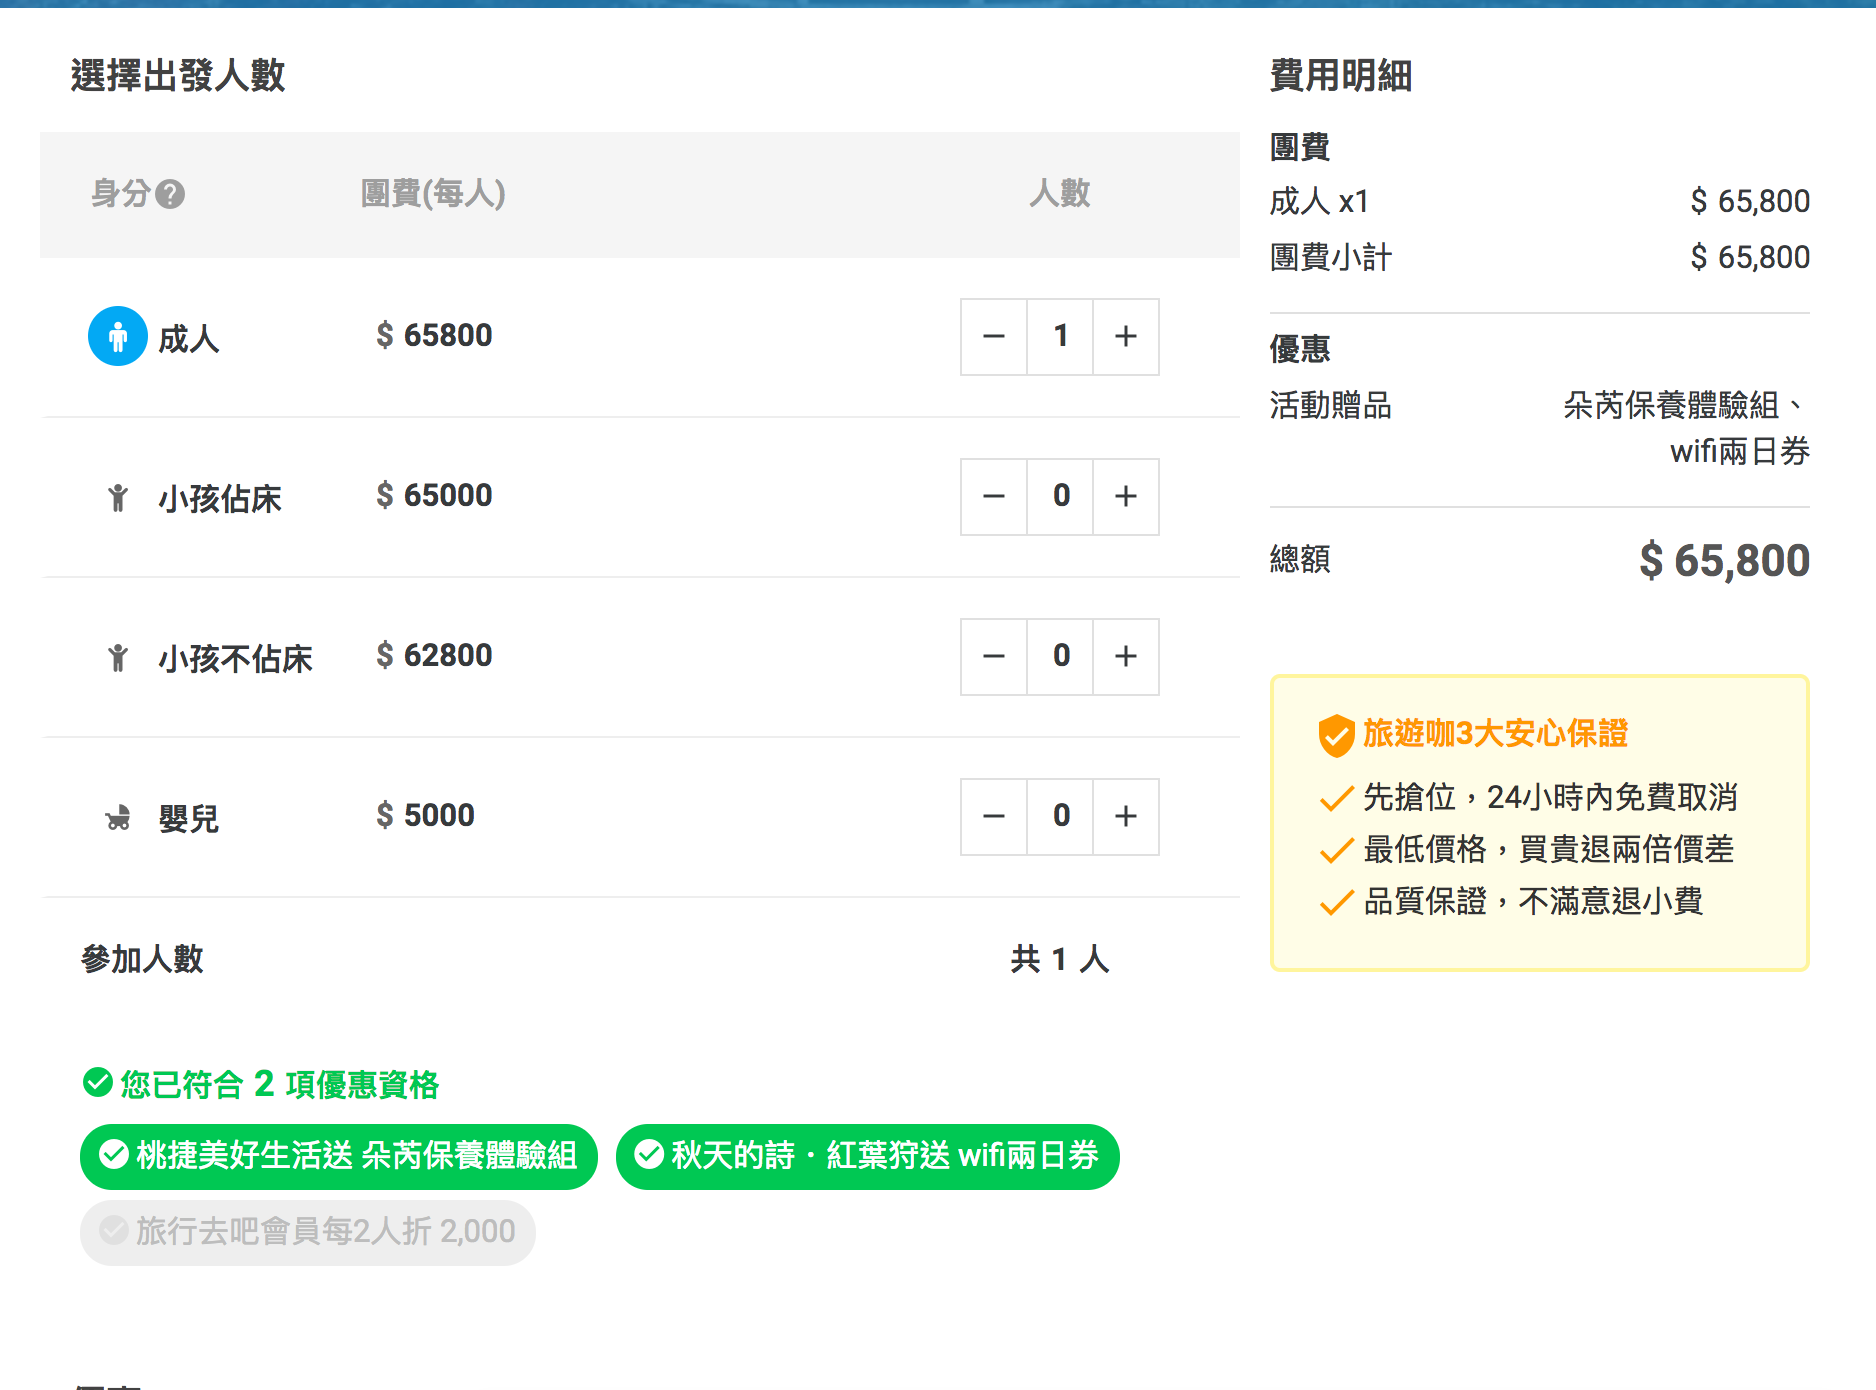 選擇出發人數
身分 團費(每人) 人數
成人 $ 65800 1
小孩佔床 $ 65000 0
小孩不佔床 $ 62800 0
嬰兒 $ 5000 0
參加人數 共 1 人
您已符合 2 項優惠資格
桃捷美好生活送 朵芮保養體驗組
秋天的詩・紅葉狩送 wifi兩日券
旅行去吧會員每2人折 2,000
費用明細
團費
成人 x1 $ 65,800
團費小計 $ 65,800
優惠
活動贈品 朵芮保養體驗組、
wifi兩日券
總額 $ 65,800
旅遊咖3大安心保證
先搶位，24小時內免費取消
最低價格，買貴退兩倍價差
品質保證，不滿意退小費